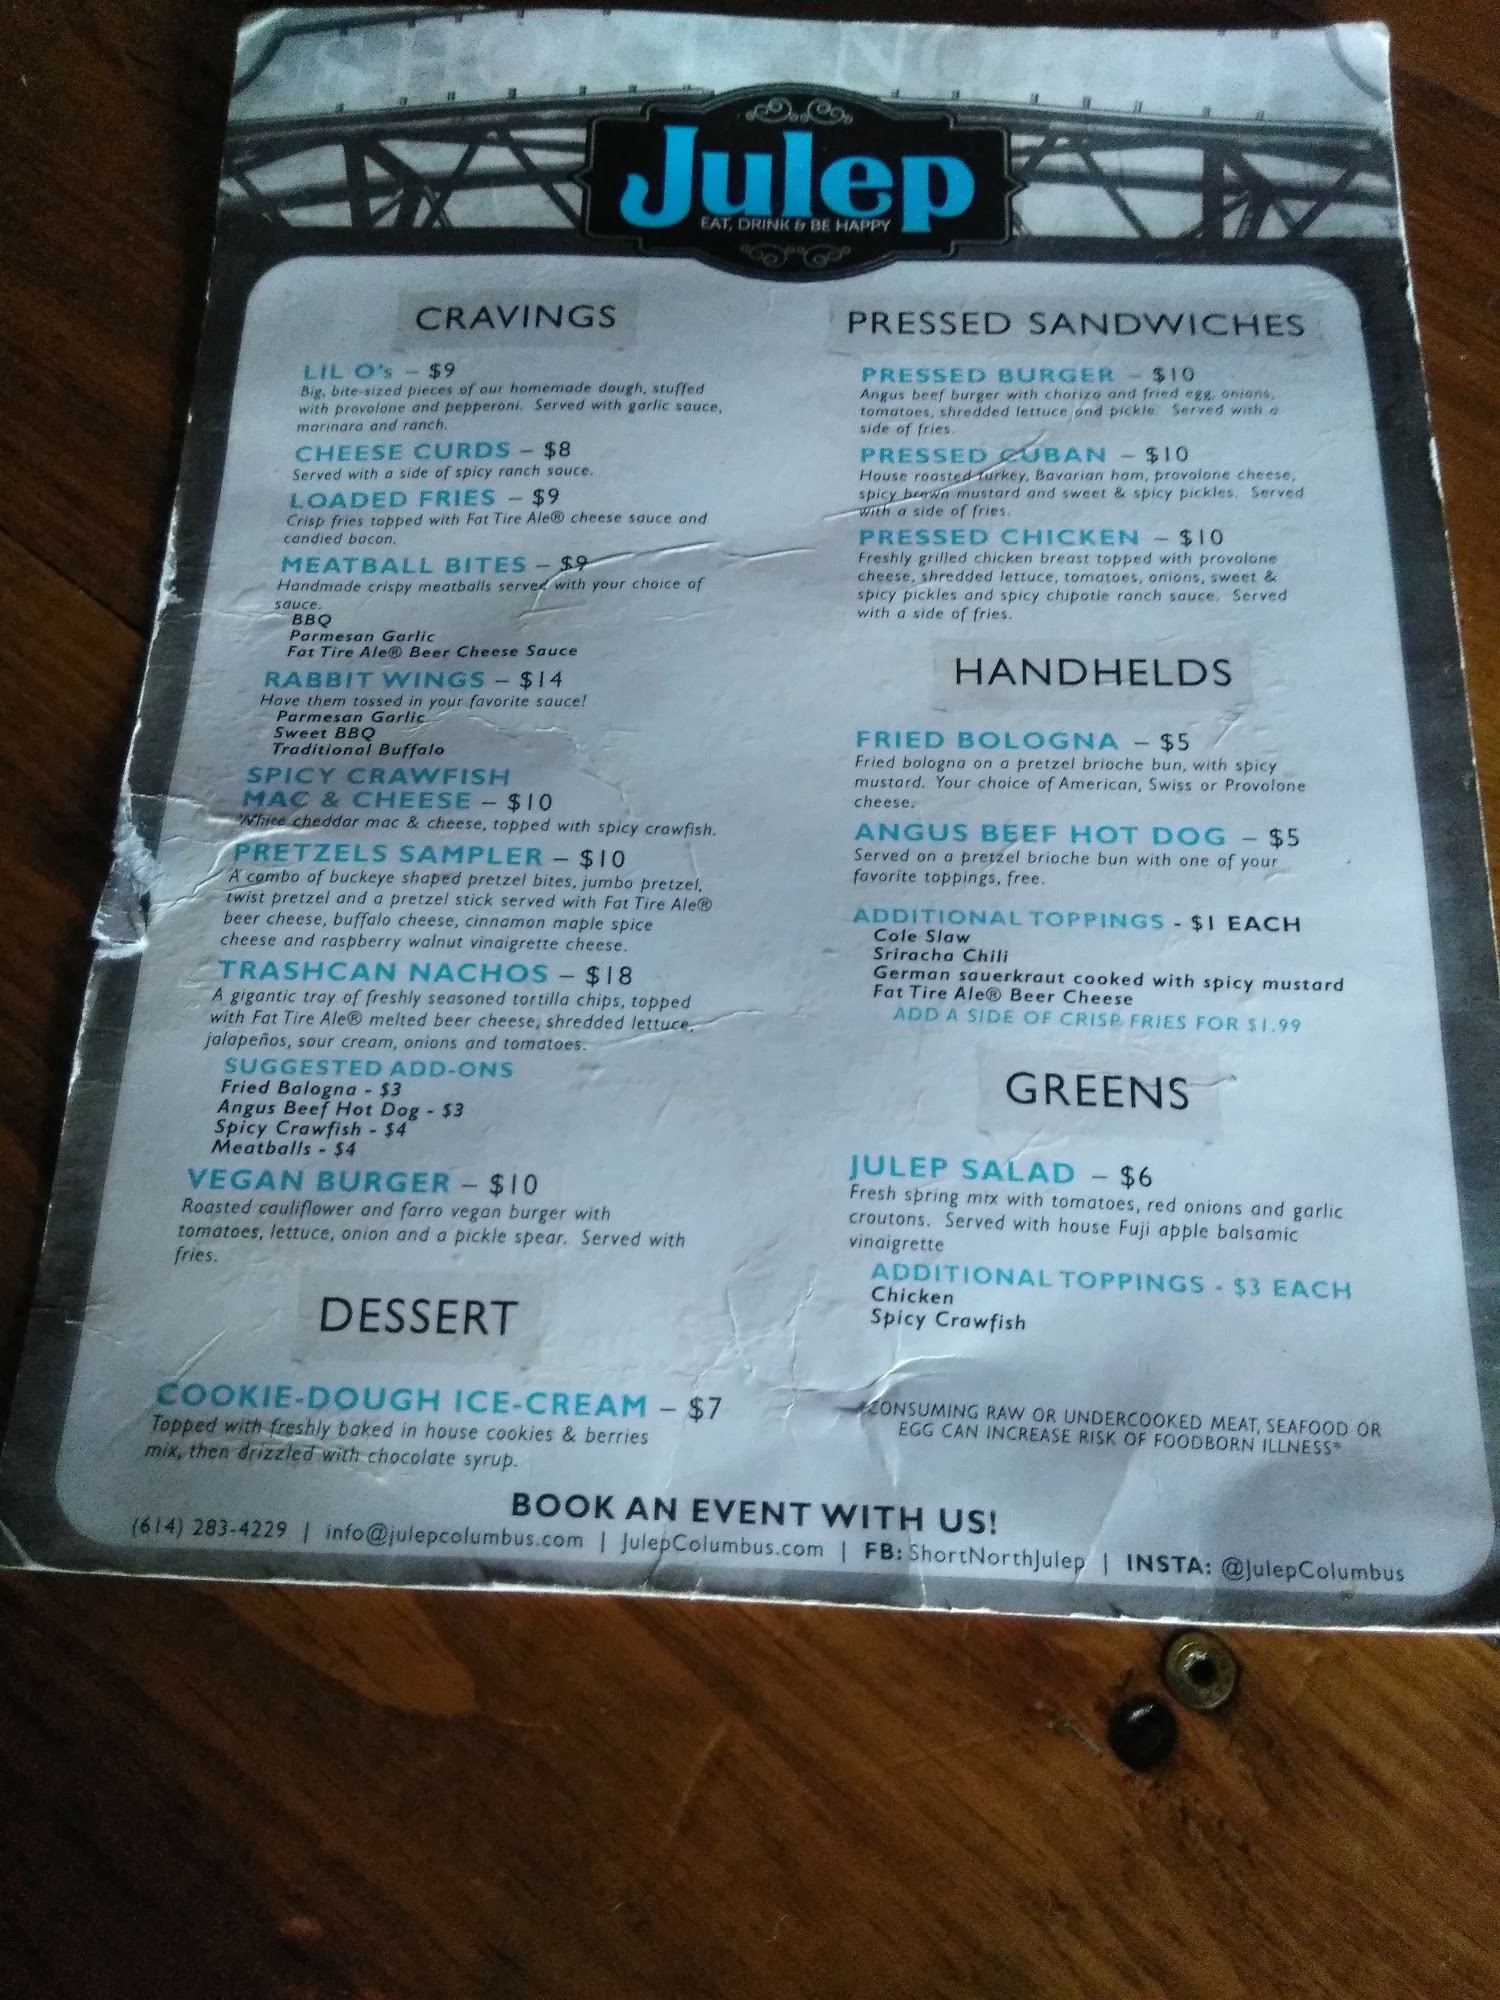 Julep
EAT, DRINK & BE HAPPY
CRAVINGS
LIL O's – $9
Big, bite-sized pieces of our homemade dough, stuffed
with provolone and pepperoni. Served with garlic sauce,
marinara and ranch.
CHEESE CURDS – $8
Served with a side of spicy ranch sauce.
LOADED FRIES – $9
Crisp fries topped with Fat Tire Ale® cheese sauce and
candied bacon.
MEATBALL BITES – $9
Handmade crispy meatballs served with your choice of
sauce.
BBQ
Parmesan Garlic
Fat Tire Ale® Beer Cheese Sauce
RABBIT WINGS – $14
Have them tossed in your favorite sauce!
Parmesan Garlic
Sweet BBQ
Traditional Buffalo
SPICY CRAWFISH
MAC & CHEESE – $10
White cheddar mac & cheese, topped with spicy crawfish.
PRETZELS SAMPLER – $10
A combo of buckeye shaped pretzel bites, jumbo pretzel,
twist pretzel and a pretzel stick served with Fat Tire Ale®
beer cheese, buffalo cheese, cinnamon maple spice
cheese and raspberry walnut vinaigrette cheese.
TRASHCAN NACHOS – $18
A gigantic tray of freshly seasoned tortilla chips, topped
with Fat Tire Ale® melted beer cheese, shredded lettuce,
jalapeños, sour cream, onions and tomatoes.
SUGGESTED ADD-ONS
Fried Balogna - $3
Angus Beef Hot Dog - $3
Spicy Crawfish - $4
Meatballs - $4
VEGAN BURGER – $10
Roasted cauliflower and farro vegan burger with
tomatoes, lettuce, onion and a pickle spear. Served with
fries.
DESSERT
COOKIE-DOUGH ICE-CREAM – $7
Topped with freshly baked in house cookies & berries
mix, then drizzled with chocolate syrup.
PRESSED SANDWICHES
PRESSED BURGER – $10
Angus beef burger with chorizo and fried egg, onions,
tomatoes, shredded lettuce and pickle. Served with a
side of fries.
PRESSED CUBAN – $10
House roasted turkey, Bavarian ham, provolone cheese,
spicy brown mustard and sweet & spicy pickles. Served
with a side of fries.
PRESSED CHICKEN – $10
Freshly grilled chicken breast topped with provolone
cheese, shredded lettuce, tomatoes, onions, sweet &
spicy pickles and spicy chipotle ranch sauce. Served
with a side of fries.
HANDHELDS
FRIED BOLOGNA – $5
Fried bologna on a pretzel brioche bun, with spicy
mustard. Your choice of American, Swiss or Provolone
cheese.
ANGUS BEEF HOT DOG – $5
Served on a pretzel brioche bun with one of your
favorite toppings, free.
ADDITIONAL TOPPINGS - $1 EACH
Cole Slaw
Sriracha Chili
German sauerkraut cooked with spicy mustard
Fat Tire Ale® Beer Cheese
ADD A SIDE OF CRISP FRIES FOR $1.99
GREENS
JULEP SALAD – $6
Fresh spring mix with tomatoes, red onions and garlic
croutons. Served with house Fuji apple balsamic
vinaigrette
ADDITIONAL TOPPINGS - $3 EACH
Chicken
Spicy Crawfish
*CONSUMING RAW OR UNDERCOOKED MEAT, SEAFOOD OR
EGG CAN INCREASE RISK OF FOODBORN ILLNESS*
BOOK AN EVENT WITH US!
(614) 283-4229 | info@julepcolumbus.com | JulepColumbus.com | FB: ShortNorthJulep | INSTA: @JulepColumbus